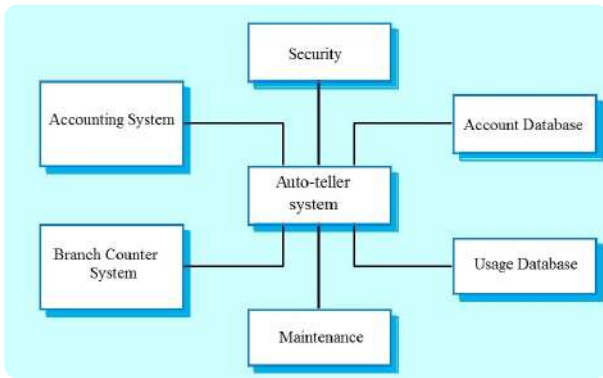 Security
Accounting System
Account Database
Auto-teller
system
Branch Counter
System
Usage Database
Maintenance